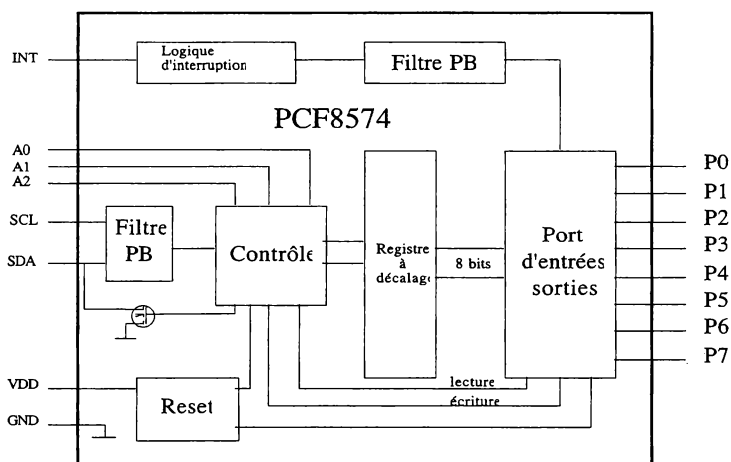 INT
Logique
d'interruption
Filtre PB
PCF8574
A0
A1
A2
SCL
SDA
Filtre
PB
Contrôle
Registre
à
décalage
8 bits
Port
d'entrées
sorties
P0
P1
P2
P3
P4
P5
P6
P7
lecture
écriture
VDD
GND
Reset